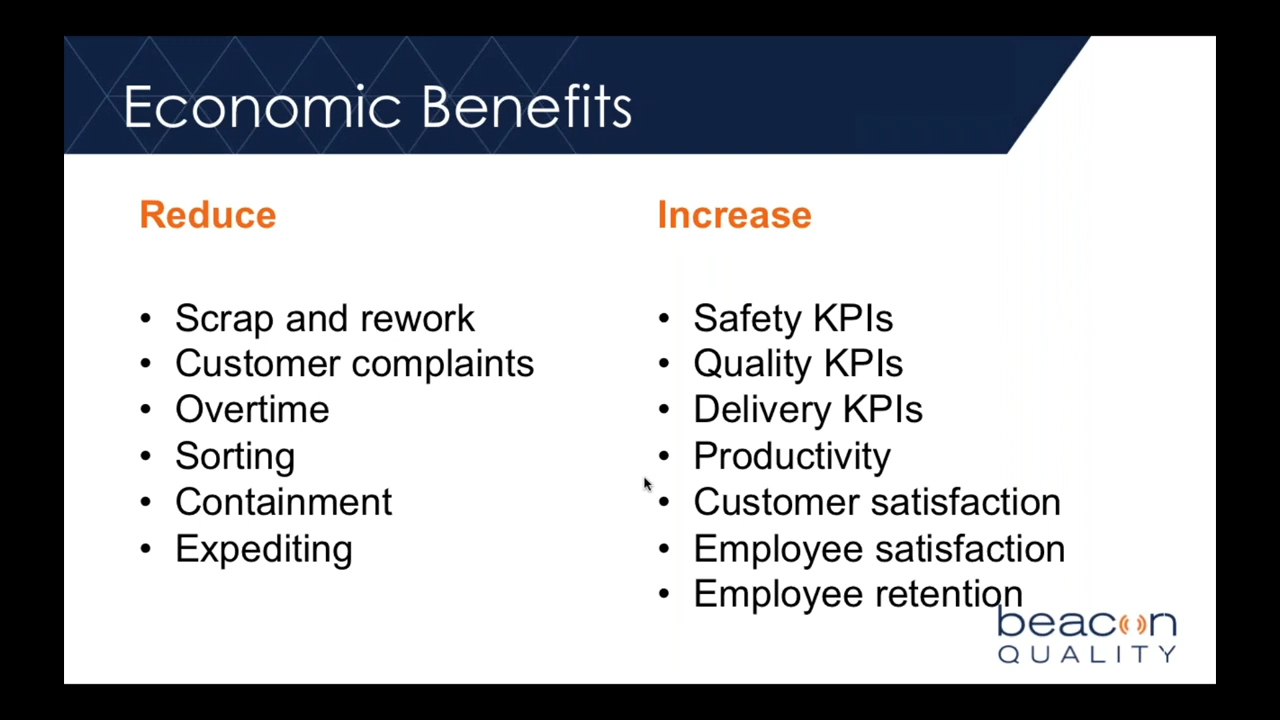 Economic Benefits
Reduce
• Scrap and rework
• Customer complaints
• Overtime
• Sorting
• Containment
• Expediting
Increase
• Safety KPIs
• Quality KPIs
• Delivery KPIs
• Productivity
• Customer satisfaction
• Employee satisfaction
• Employee retention
beacon
QUALITY